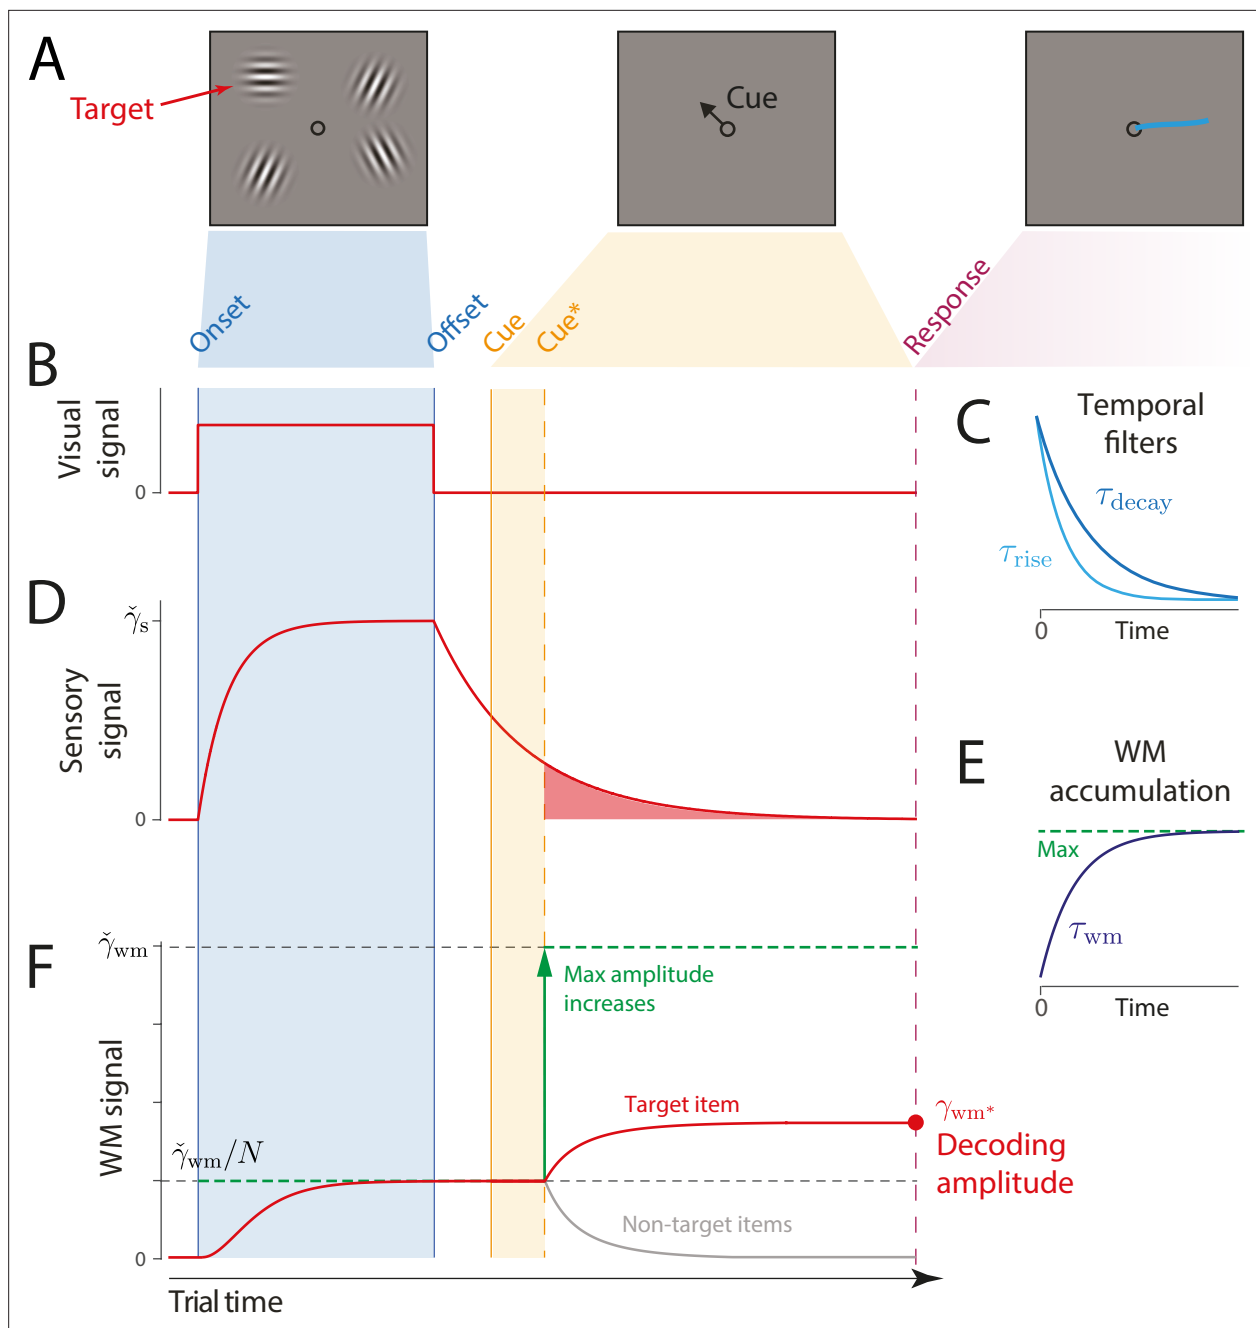 A
Target
Cue
Onset
Offset
Cue
Cue*
Response
B
Visual
signal
0
C
Temporal
filters
τdecay
τrise
0
Time
D
γ̌s
Sensory
signal
0
E
WM
accumulation
Max
τwm
0
Time
F
γ̌wm
Max amplitude
increases
WM signal
Target item
γwm*
Decoding
amplitude
γ̌wm/N
Non-target items
0
Trial time